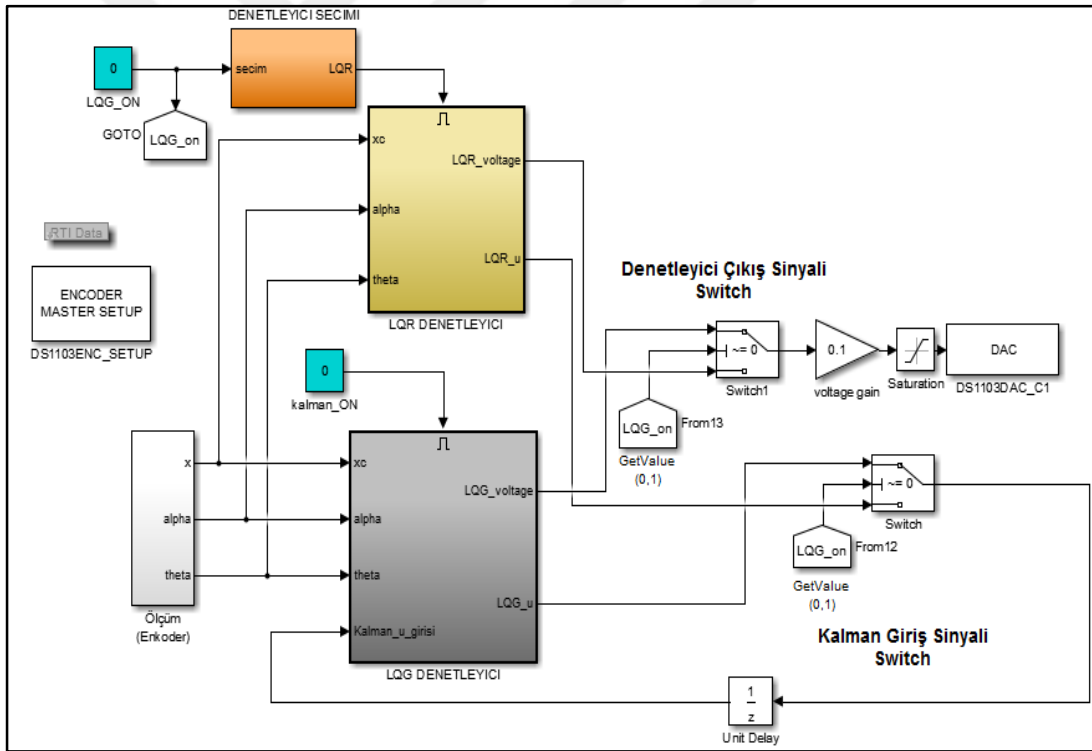 DENETLEYICI SECIMI
0
LQG_ON
secim
LQR
GOTO
LQG_on
xc
alpha
theta
LQR_voltage
LQR_u
LQR DENETLEYICI
RTI Data
ENCODER
MASTER SETUP
DS1103ENC_SETUP
0
kalman_ON
x
alpha
theta
Ölçüm
(Enkoder)
xc
alpha
theta
Kalman_u_girisi
LQG_voltage
LQG_u
LQG DENETLEYICI
Denetleyici Çıkış Sinyali
Switch
~= 0
Switch1
LQG_on
From13
GetValue
(0,1)
0.1
voltage gain
Saturation
DAC
DS1103DAC_C1
~= 0
Switch
LQG_on
From12
GetValue
(0,1)
Kalman Giriş Sinyali
Switch
1
z
Unit Delay